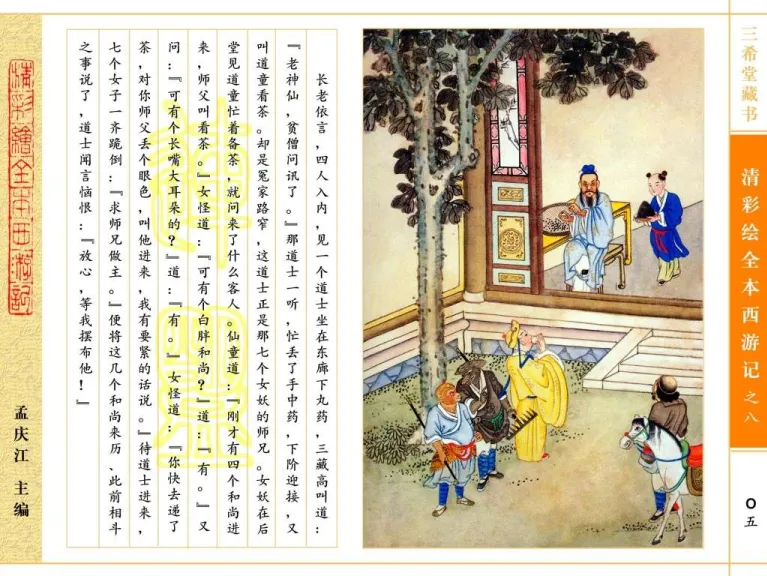 三希堂藏书
清彩绘全本西游记之八
〇五
长老依言，四人入内，见一个道士坐在东廊下丸药，三藏高叫道：
『老神仙，贫僧问讯了。』那道士一听，忙丢了手中药，下阶迎接，又
叫道童看茶。却是冤家路窄，这道士正是那七个女妖的师兄。女妖在后
堂见道童忙着备茶，就问来了什么客人。仙童道：『刚才有四个和尚进
来，师父叫看茶。』女怪道：『可有个白胖和尚？』道：『有。』又
问：『可有个长嘴大耳朵的？』道：『有。』女怪道：『你快去递了
茶，对你师父丢个眼色，叫他进来，我有要紧的话说。』待道士进来，
七个女子一齐跪倒：『求师兄做主。』便将这几个和尚来历、此前相斗
之事说了，道士闻言恼恨：『放心，等我摆布他！』
清彩绘全本西游记
孟庆江 主编